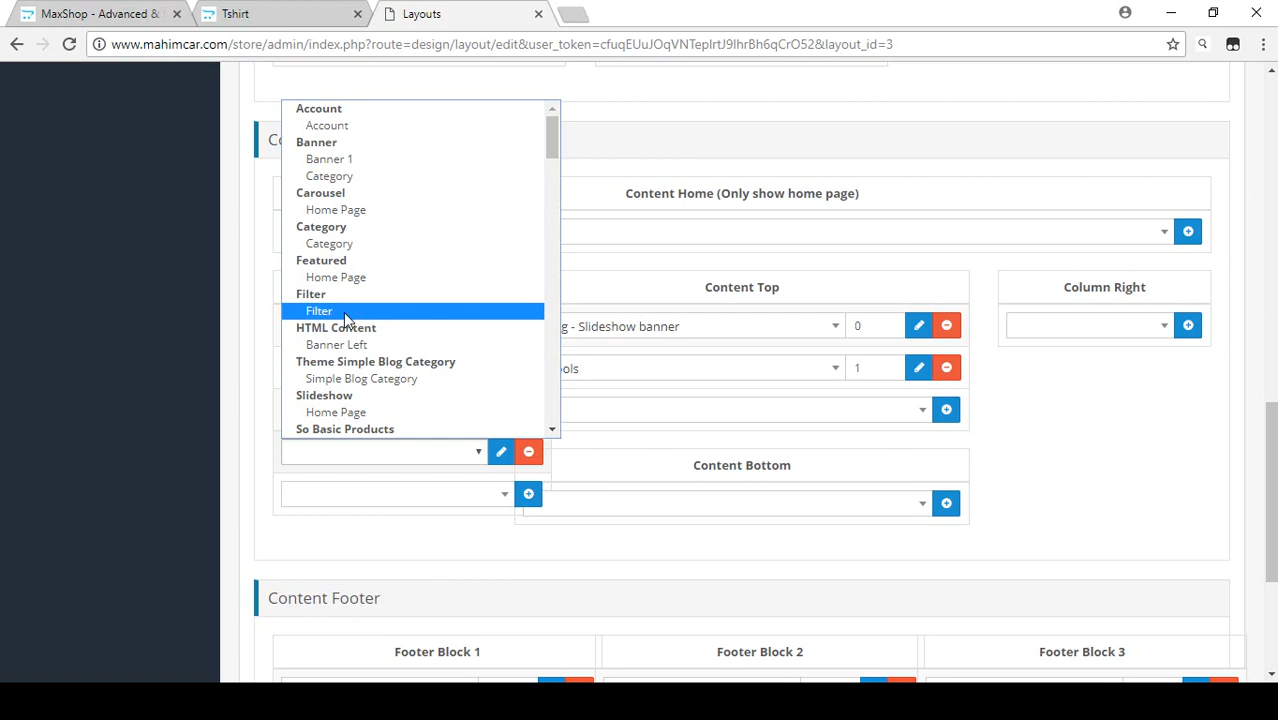 MaxShop - Advanced &
Tshirt
Layouts
www.mahimcar.com/store/admin/index.php?route=design/layout/edit&user_token=cfuqEUuJOqVNTepIrtJ9IhrBh6qCrO52&layout_id=3
Account
Account
Banner
Banner 1
Category
Carousel
Home Page
Category
Category
Featured
Home Page
Filter
Filter
HTML Content
Banner Left
Theme Simple Blog Category
Simple Blog Category
Slideshow
Home Page
So Basic Products
Content Home (Only show home page)
Content Top
Column Right
g - Slideshow banner
0
ols
1
Content Bottom
Content Footer
Footer Block 1
Footer Block 2
Footer Block 3